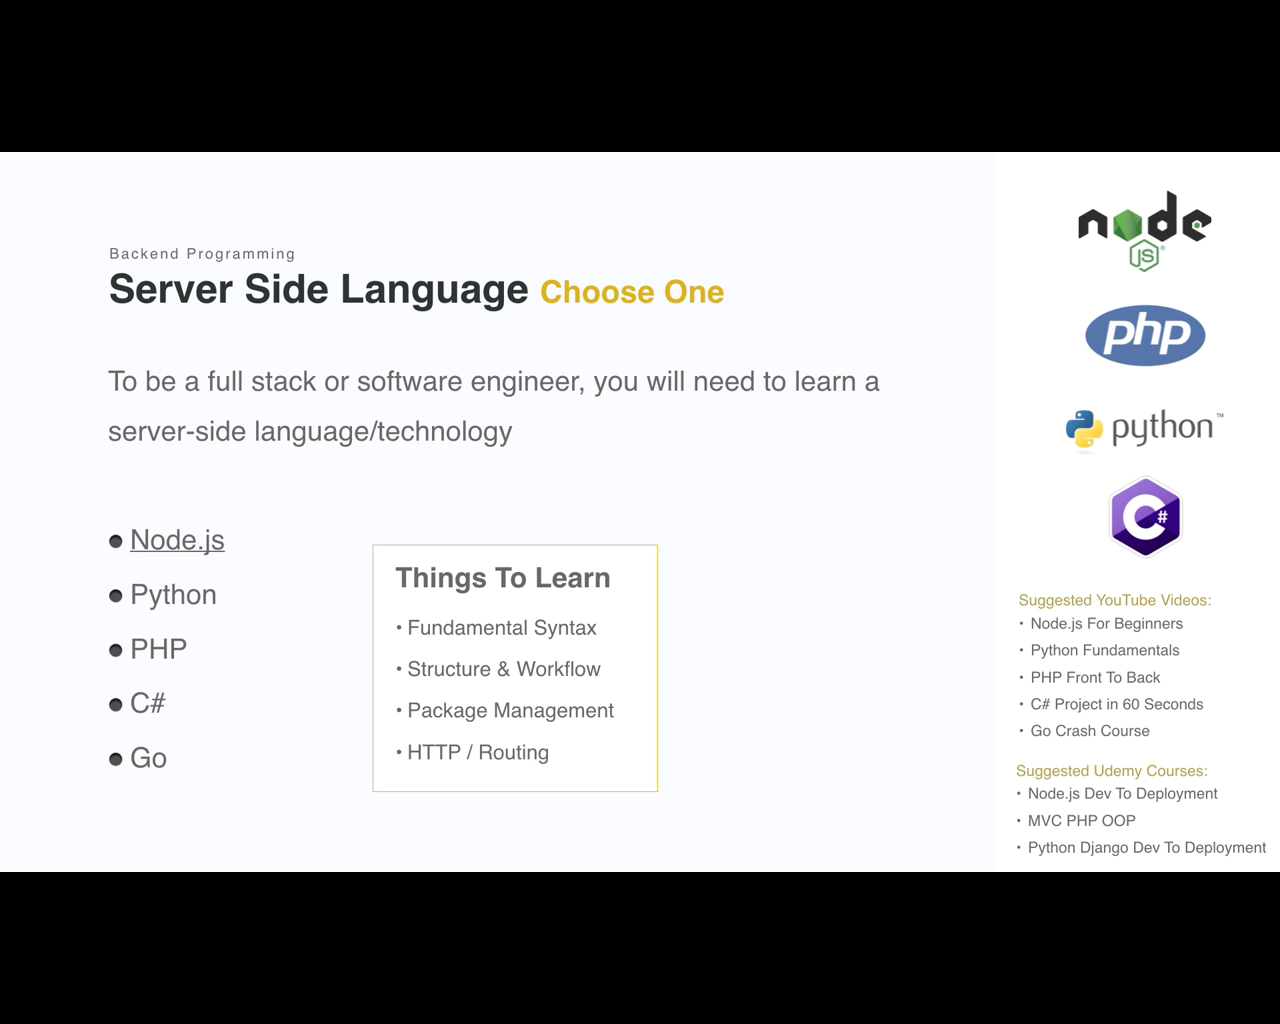 Backend Programming
Server Side Language Choose One
To be a full stack or software engineer, you will need to learn a
server-side language/technology
Node.js
Python
PHP
C#
Go
Things To Learn
• Fundamental Syntax
• Structure & Workflow
• Package Management
• HTTP / Routing
node
JS
php
python™
C#
Suggested YouTube Videos:
• Node.js For Beginners
• Python Fundamentals
• PHP Front To Back
• C# Project in 60 Seconds
• Go Crash Course
Suggested Udemy Courses:
• Node.js Dev To Deployment
• MVC PHP OOP
• Python Django Dev To Deployment